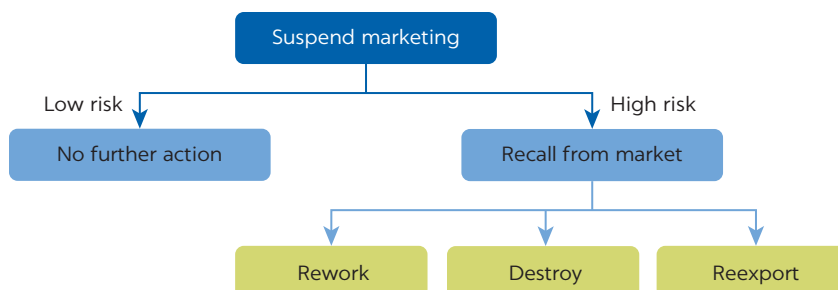 Suspend marketing
Low risk
High risk
No further action
Recall from market
Rework
Destroy
Reexport